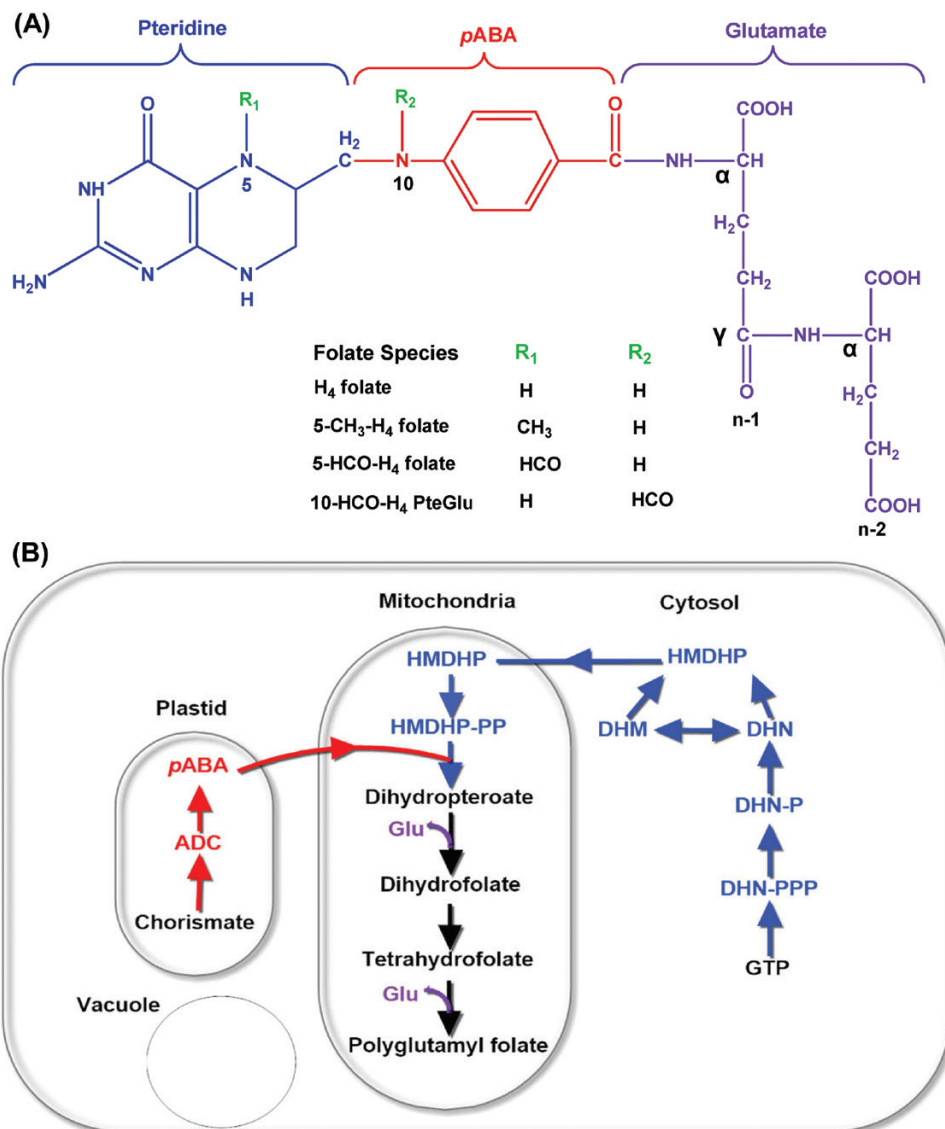 (A)
Pteridine
pABA
Glutamate
O
R1
R2
O
COOH
H2
C
NH
N
5
N
10
C
NH
CH
α
H2N
N
N
H
H2C
CH2
COOH
γ
C
NH
CH
α
O
n-1
H2C
CH2
COOH
n-2
Folate Species R1 R2
H4 folate H H
5-CH3-H4 folate CH3 H
5-HCO-H4 folate HCO H
10-HCO-H4 PteGlu H HCO
(B)
Mitochondria
Cytosol
HMDHP
HMDHP
Plastid
HMDHP-PP
DHM
DHN
pABA
Dihydropteroate
DHN-P
Glu
ADC
Dihydrofolate
DHN-PPP
Chorismate
Tetrahydrofolate
GTP
Vacuole
Glu
Polyglutamyl folate